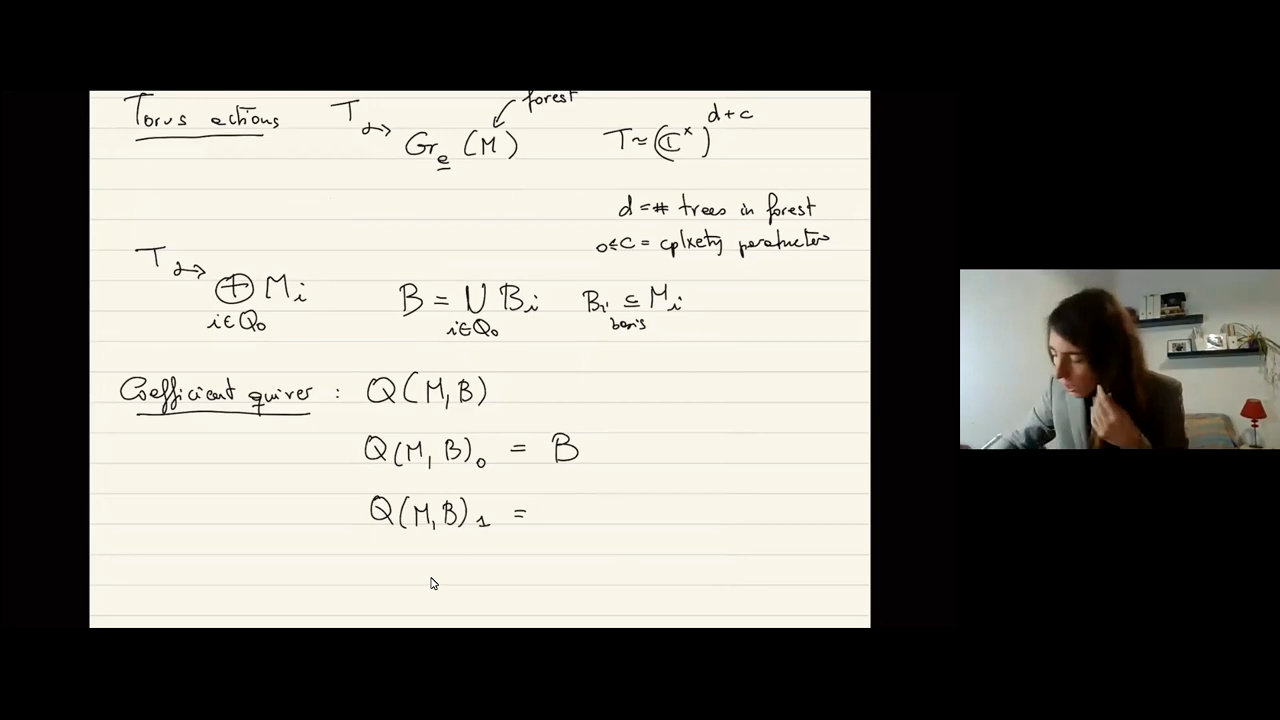 Torus actions T ⤳ Gr_e (M) forest T ≃ (ℂ^×)^{d+c}
d = # trees in forest
0 ≤ c = cplxety parameter
T ⤳ ⊕_{i∈Q_0} M_i B = ∪_{i∈Q_0} B_i B_i ⊆ M_i basis
Coefficient quiver : Q(M,B)
Q(M, B)_0 = B
Q(M,B)_1 =